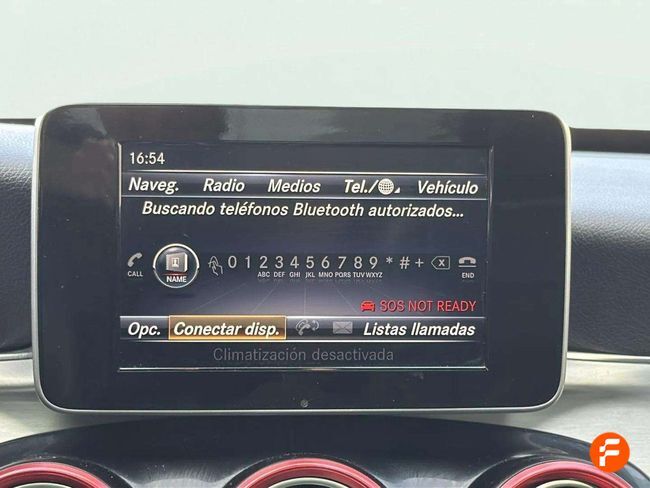 16:54
Naveg. Radio Medios Tel./ Vehículo
Buscando teléfonos Bluetooth autorizados...
0 1 2 3 4 5 6 7 8 9 * # +
CALL NAME ABC DEF GHI JKL MNO PQRS TUV WXYZ END
SOS NOT READY
Opc. Conectar disp. Listas llamadas
Climatización desactivada